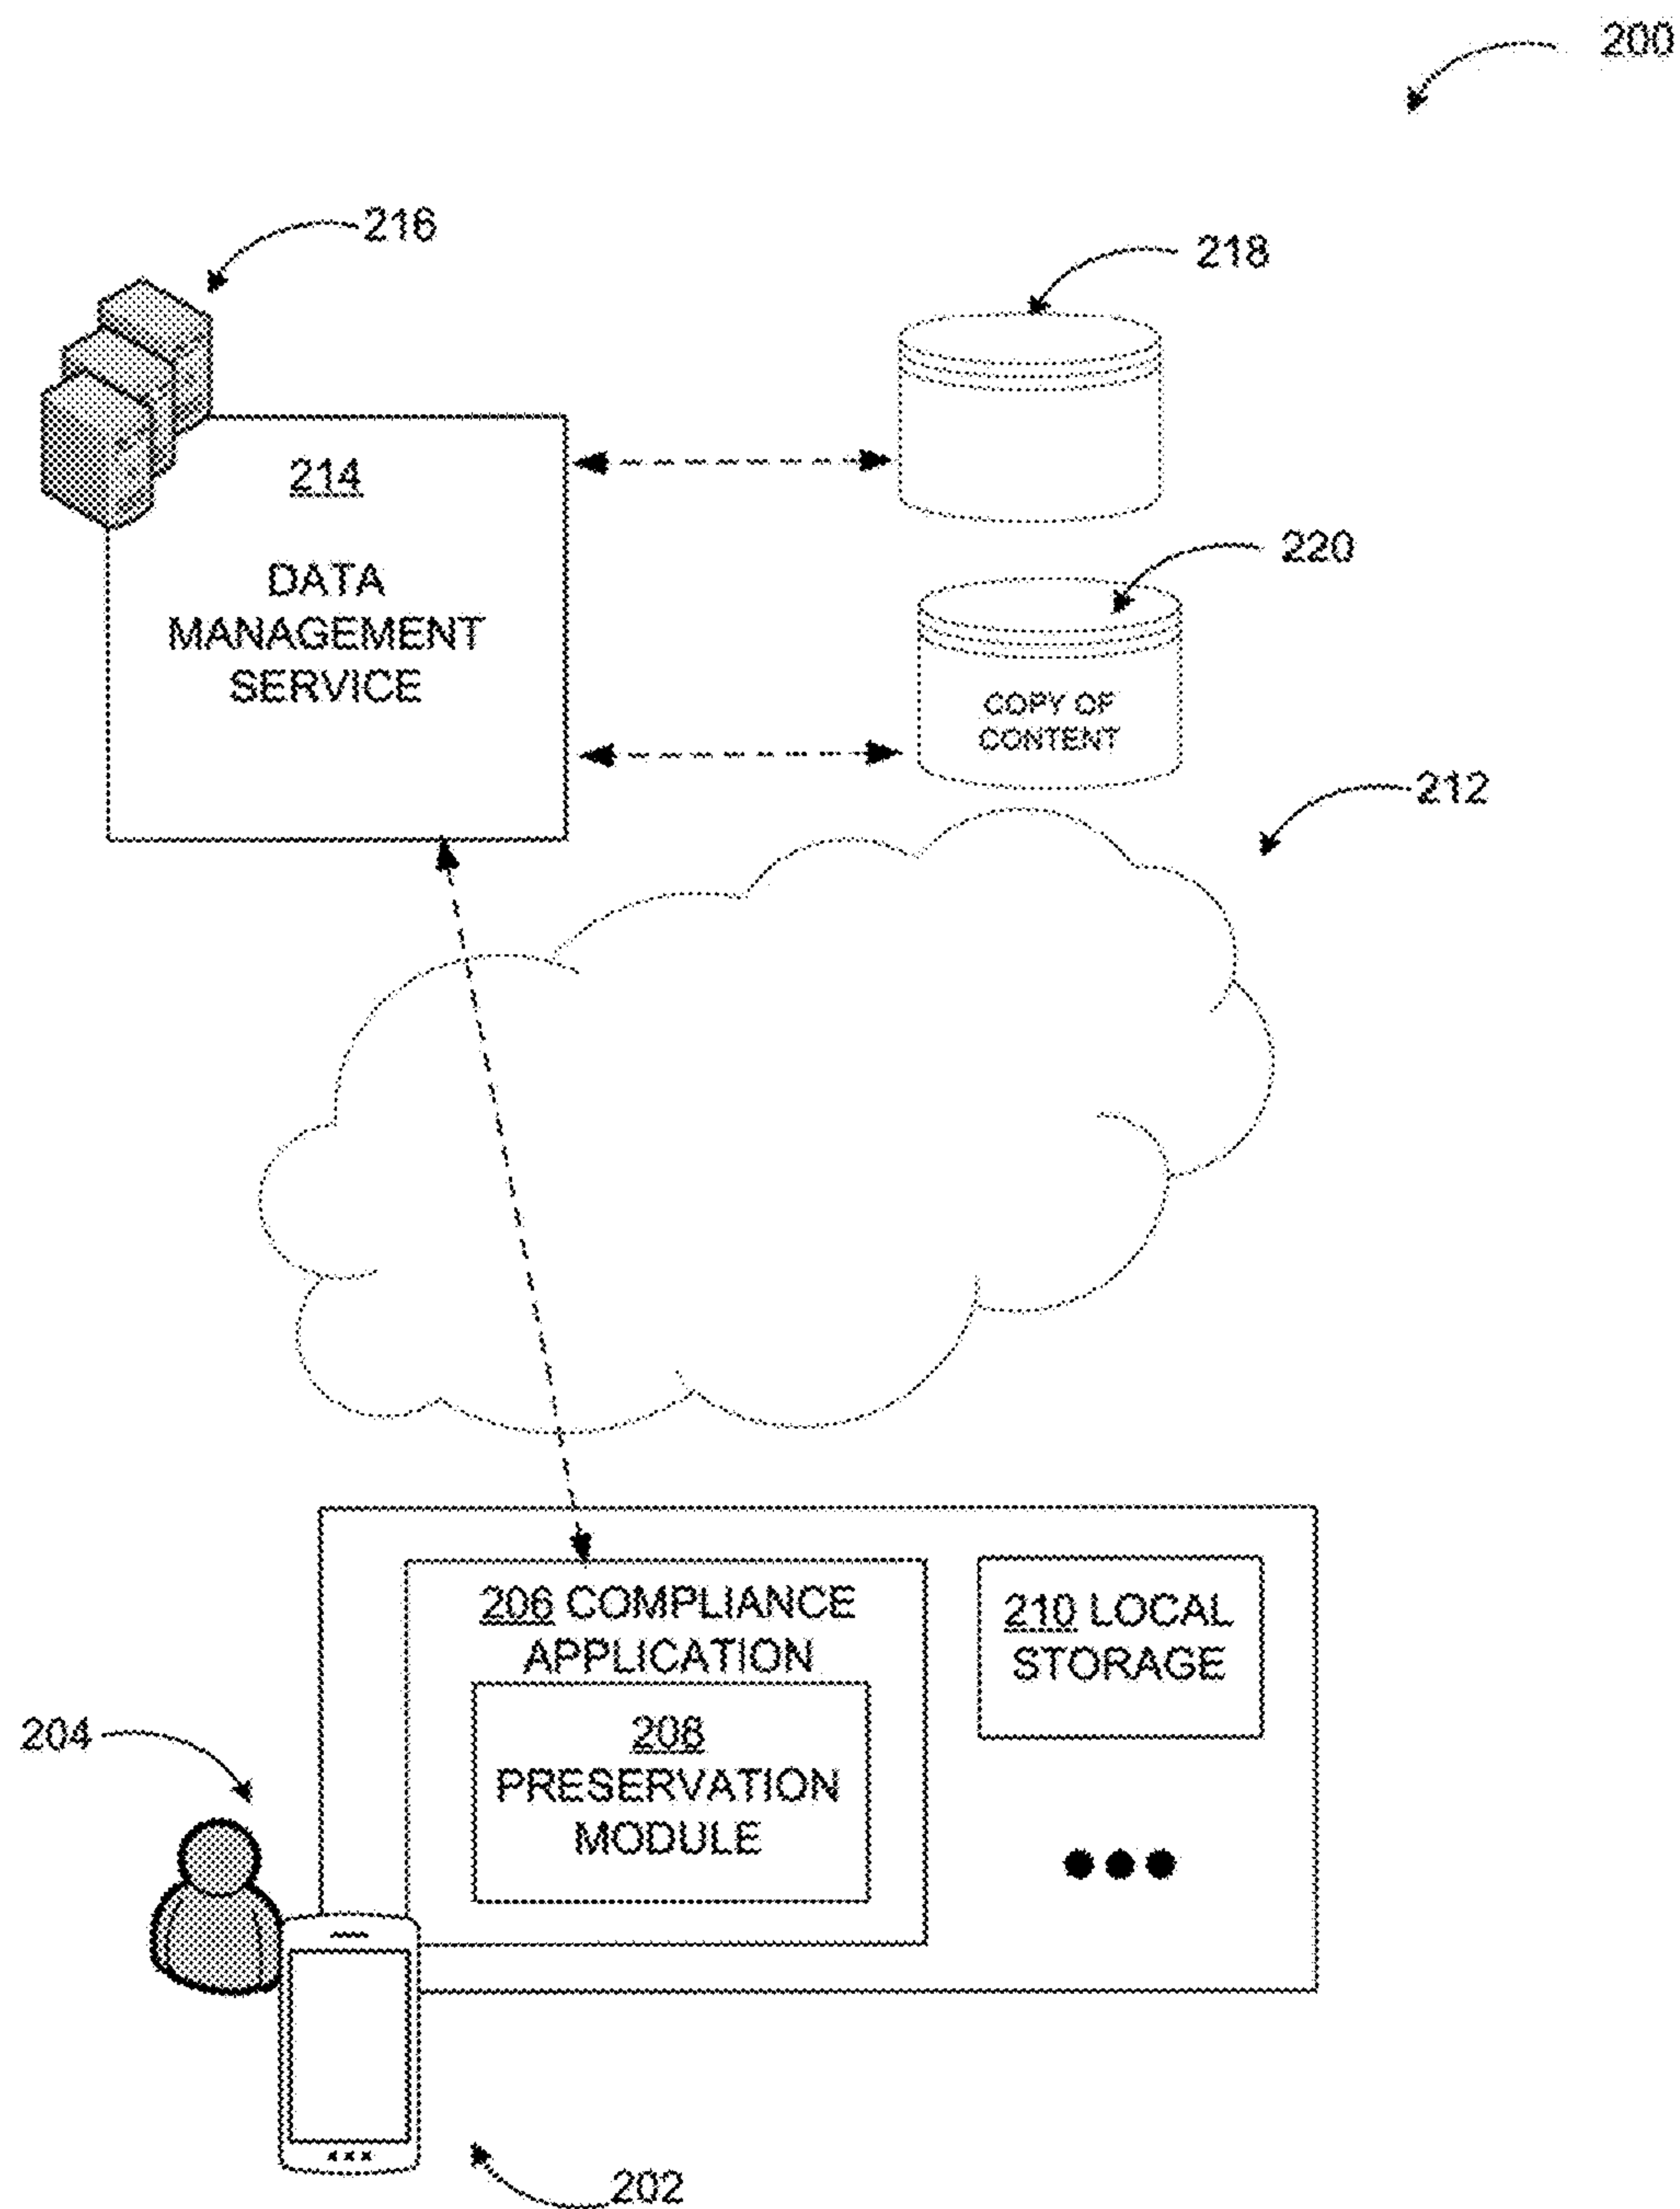 200
216
218
214
DATA
MANAGEMENT
SERVICE
220
COPY OF
CONTENT
212
206 COMPLIANCE
APPLICATION
210 LOCAL
STORAGE
208
PRESERVATION
MODULE
204
202